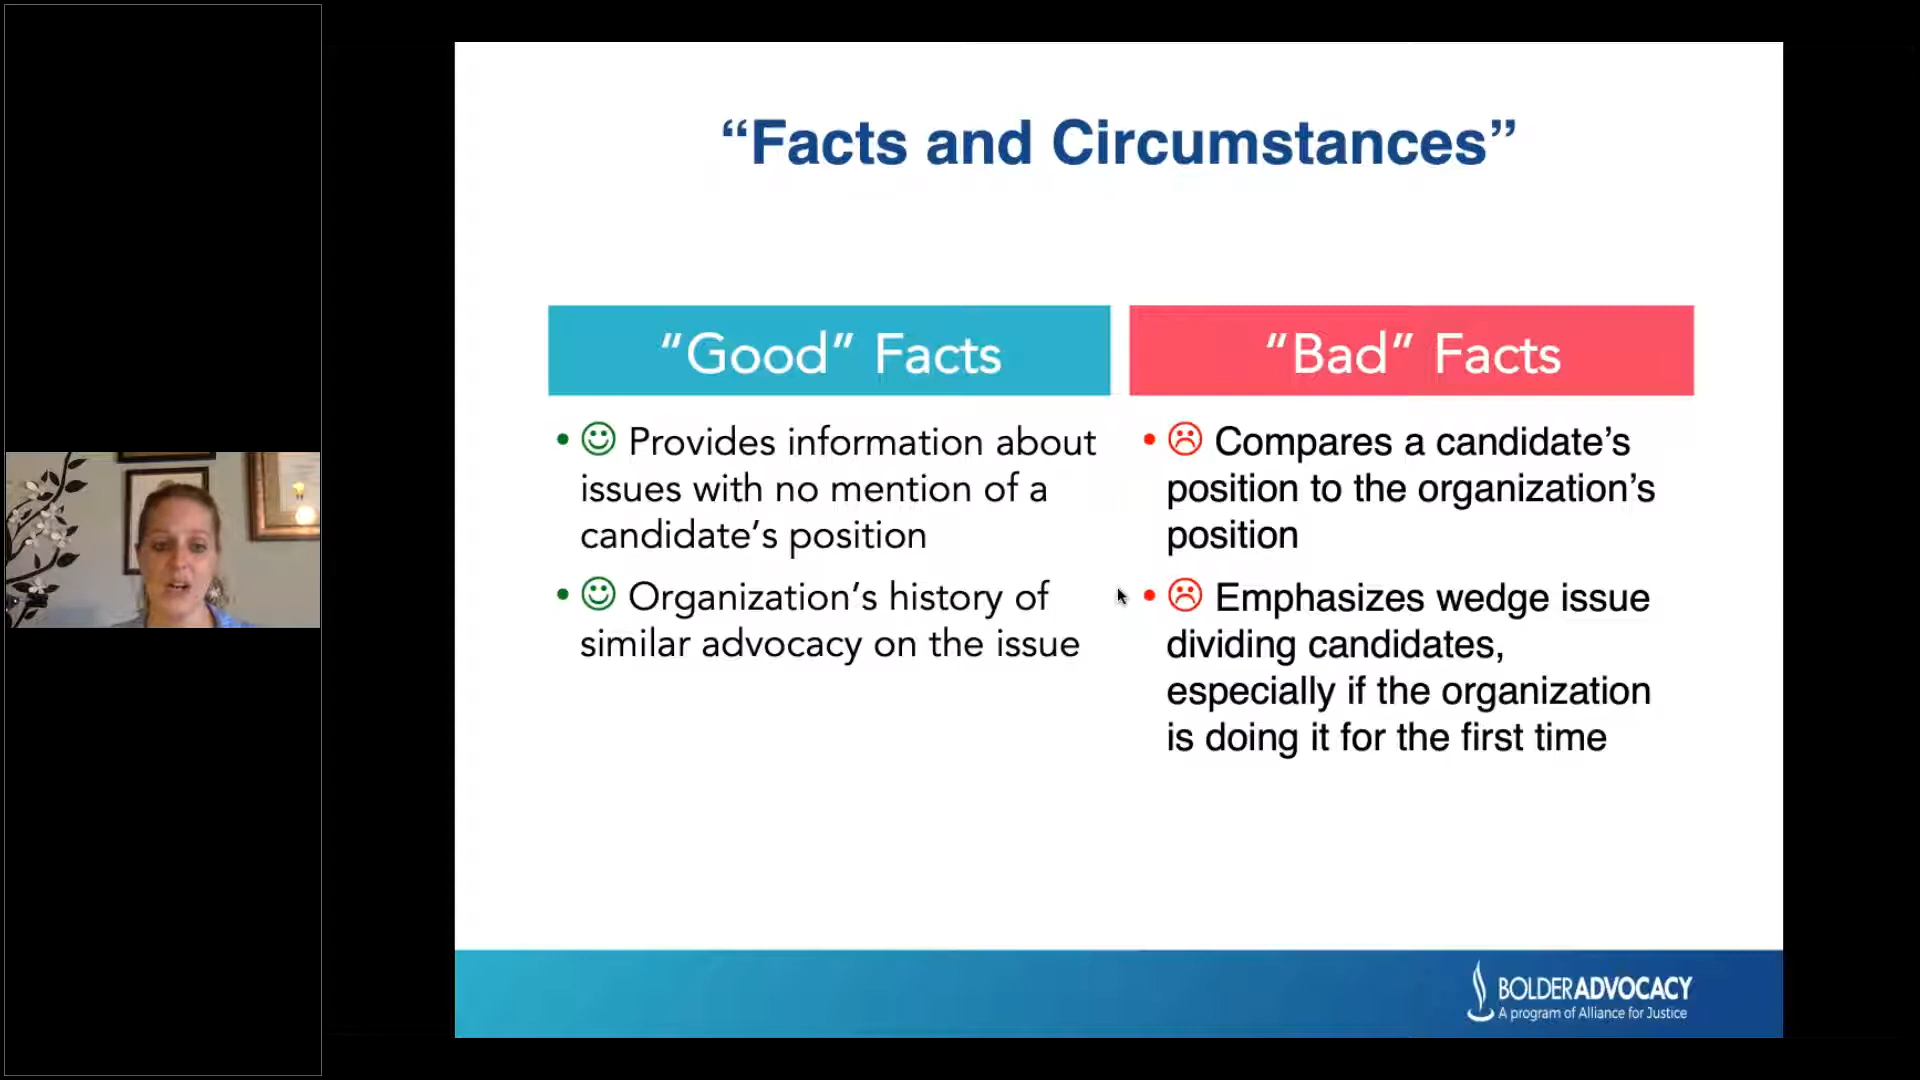 “Facts and Circumstances”
“Good” Facts
• Provides information about
issues with no mention of a
candidate’s position
• Organization’s history of
similar advocacy on the issue
“Bad” Facts
• Compares a candidate’s
position to the organization’s
position
• Emphasizes wedge issue
dividing candidates,
especially if the organization
is doing it for the first time
BOLDERADVOCACY
A program of Alliance for Justice